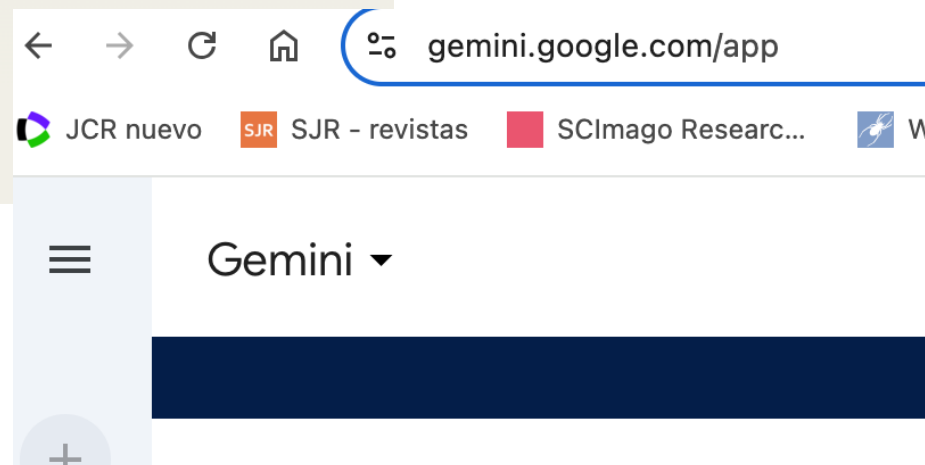 gemini.google.com/app
JCR nuevo SJR SJR - revistas SCImago Researc... W
Gemini